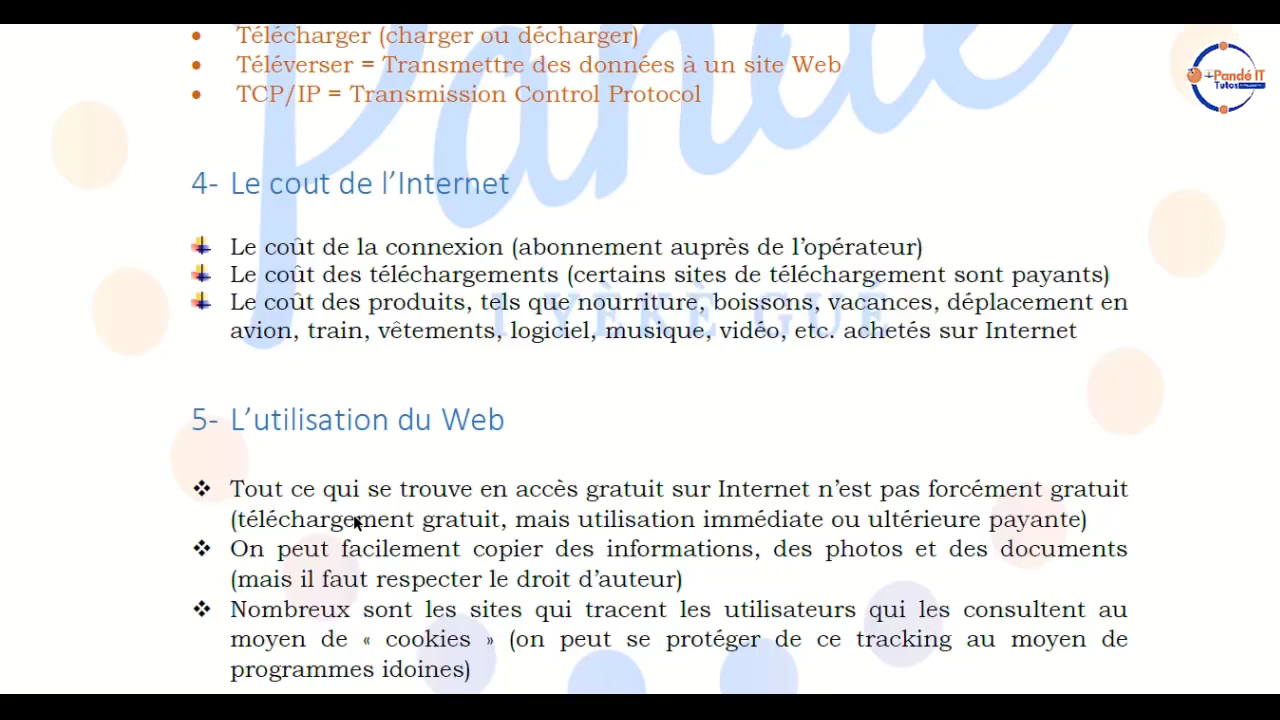 • Télécharger (charger ou décharger)
• Téléverser = Transmettre des données à un site Web
• TCP/IP = Transmission Control Protocol
Pandé IT
Tutos
4- Le cout de l’Internet
Le coût de la connexion (abonnement auprès de l’opérateur)
Le coût des téléchargements (certains sites de téléchargement sont payants)
Le coût des produits, tels que nourriture, boissons, vacances, déplacement en
avion, train, vêtements, logiciel, musique, vidéo, etc. achetés sur Internet
I YÈKÈ GUÉ
5- L’utilisation du Web
❖ Tout ce qui se trouve en accès gratuit sur Internet n’est pas forcément gratuit
(téléchargement gratuit, mais utilisation immédiate ou ultérieure payante)
❖ On peut facilement copier des informations, des photos et des documents
(mais il faut respecter le droit d’auteur)
❖ Nombreux sont les sites qui tracent les utilisateurs qui les consultent au
moyen de « cookies » (on peut se protéger de ce tracking au moyen de
programmes idoines)